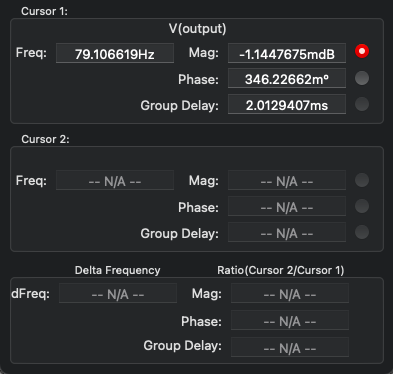 Cursor 1:
V(output)
Freq: 79.106619Hz Mag: -1.1447675mdB
Phase: 346.22662m°
Group Delay: 2.0129407ms
Cursor 2:
Freq: -- N/A -- Mag: -- N/A --
Phase: -- N/A --
Group Delay: -- N/A --
Delta Frequency Ratio(Cursor 2/Cursor 1)
dFreq: -- N/A -- Mag: -- N/A --
Phase: -- N/A --
Group Delay: -- N/A --